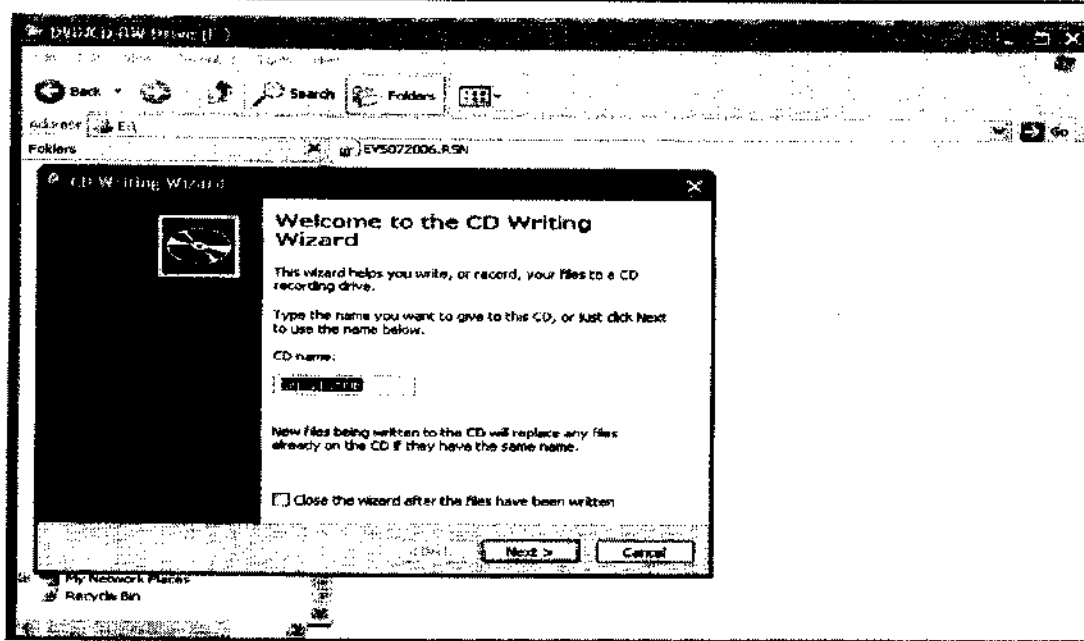 DVD/CD-RW Drive (E:)
Back
Search
Folders
Address
E:\
Go
Folders
EYS072006.RSN
CD Writing Wizard
Welcome to the CD Writing
Wizard
This wizard helps you write, or record, your files to a CD
recording drive.
Type the name you want to give to this CD, or just click Next
to use the name below.
CD name:
New files being written to the CD will replace any files
already on the CD if they have the same name.
Close the wizard after the files have been written
Next >
Cancel
My Network Places
Recycle Bin